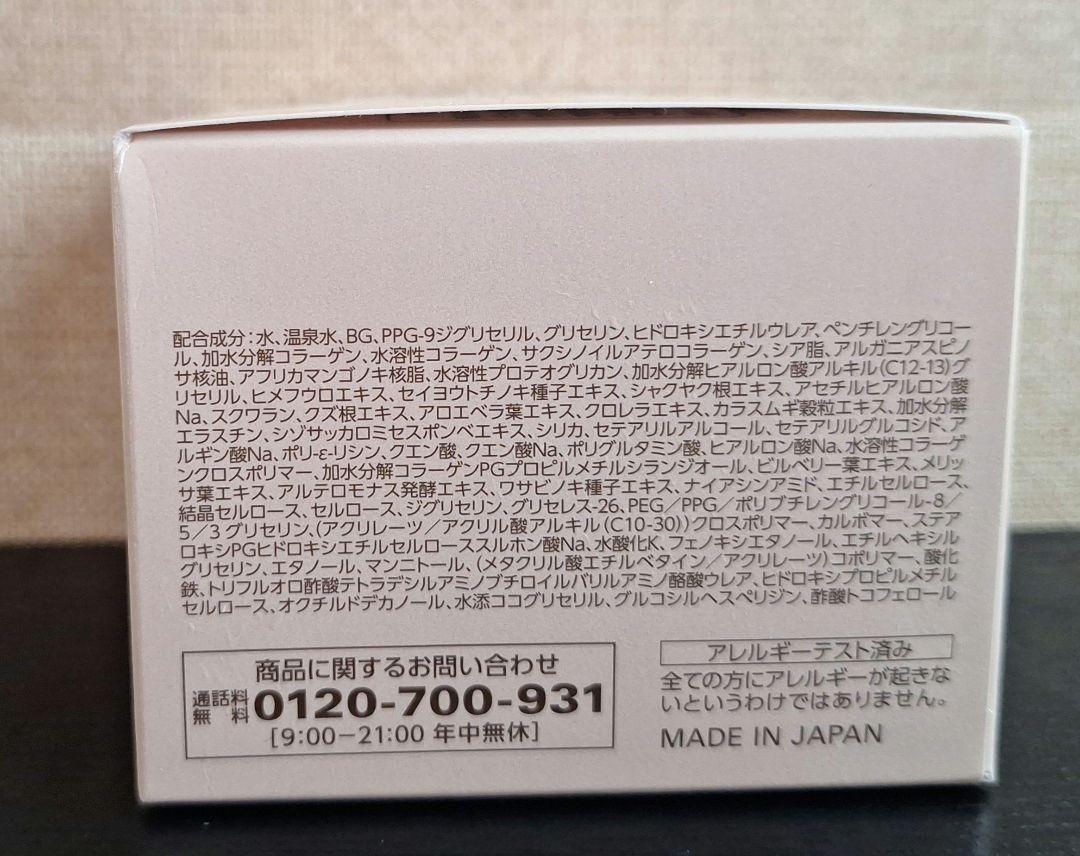 配合成分：水、温泉水、BG、PPG-9ジグリセリル、グリセリン、ヒドロキシエチルウレア、ペンチレングリコー
ル、加水分解コラーゲン、水溶性コラーゲン、サクシノイルアテロコラーゲン、シア脂、アルガニアスピノ
サ核油、アフリカマンゴノキ核脂、水溶性プロテオグリカン、加水分解ヒアルロン酸アルキル(C12-13)グ
リセリル、ヒメフウロエキス、セイヨウトチノキ種子エキス、シャクヤク根エキス、アセチルヒアルロン酸
Na、スクワラン、クズ根エキス、アロエベラ葉エキス、クロレラエキス、カラスムギ穀粒エキス、加水分解
エラスチン、シゾサッカロミセスポンベエキス、シリカ、セテアリルアルコール、セテアリルグルコシド、ア
ルギン酸Na、ポリ-ε-リシン、クエン酸、クエン酸Na、ポリグルタミン酸、ヒアルロン酸Na、水溶性コラーゲ
ンクロスポリマー、加水分解コラーゲンPGプロピルメチルシランジオール、ビルベリー葉エキス、メリッ
サ葉エキス、アルテロモナス発酵エキス、ワサビノキ種子エキス、ナイアシンアミド、エチルセルロース、
結晶セルロース、セルロース、ジグリセリン、グリセレス-26、PEG／PPG／ポリブチレングリコール-8／
5／3グリセリン、(アクリレーツ／アクリル酸アルキル(C10-30))クロスポリマー、カルボマー、ステア
ロキシPGヒドロキシエチルセルローススルホン酸Na、水酸化K、フェノキシエタノール、エチルヘキシル
グリセリン、エタノール、マンニトール、(メタクリル酸エチルベタイン／アクリレーツ)コポリマー、酸化
鉄、トリフルオロ酢酸テトラデシルアミノブチロイルバリルアミノ酪酸ウレア、ヒドロキシプロピルメチル
セルロース、オクチルドデカノール、水添ココグリセリル、グルコシルヘスペリジン、酢酸トコフェロール
商品に関するお問い合わせ
通話料
無料 0120-700-931
[9:00－21:00 年中無休]
アレルギーテスト済み
全ての方にアレルギーが起きな
いというわけではありません。
MADE IN JAPAN